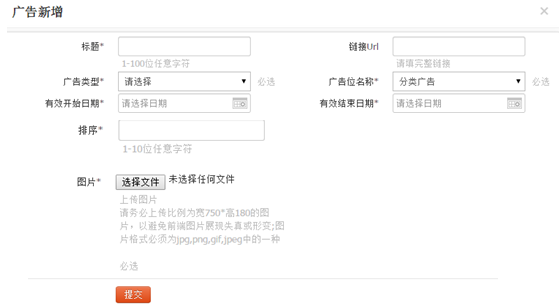 广告新增 ×
标题* 链接Url
1-100位任意字符 请填完整链接
广告类型* 请选择 必选 广告位名称* 分类广告 必选
有效开始日期* 请选择日期 有效结束日期* 请选择日期
排序*
1-10位任意字符
图片* 选择文件 未选择任何文件
上传图片
请务必上传比例为宽750*高180的图
片，以避免前端图片展现失真或形变;图
片格式必须为jpg,png,gif,jpeg中的一种
必选
提交